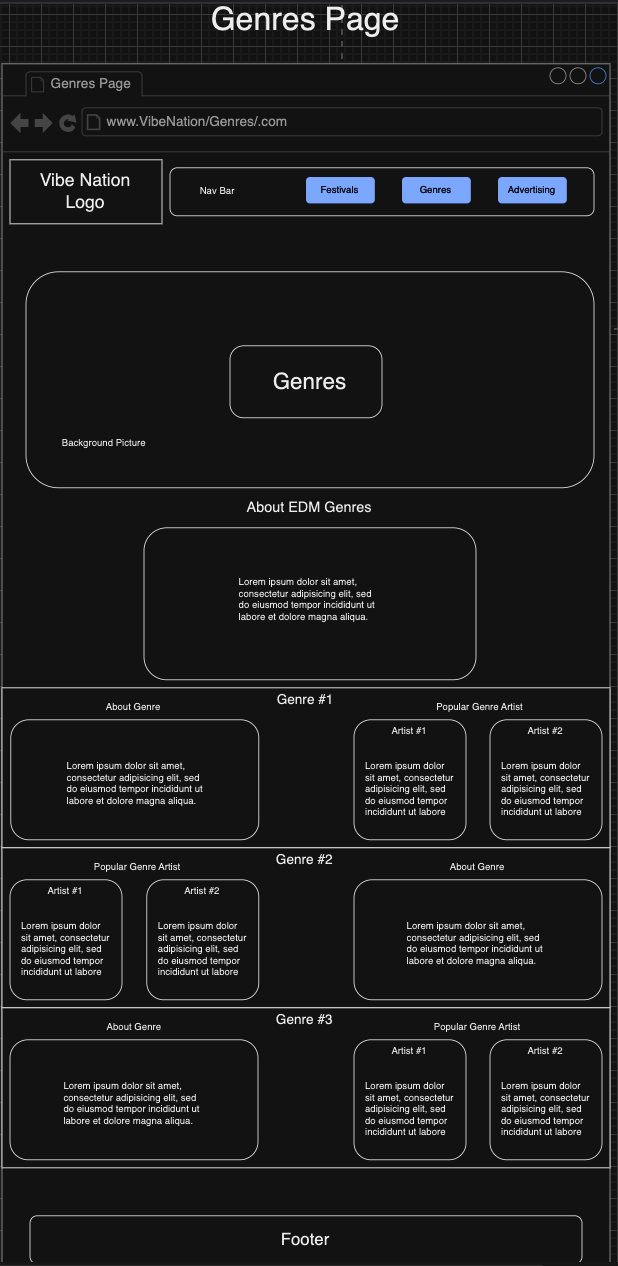 Genres Page
Genres Page
www.VibeNation/Genres/.com
Vibe Nation
Logo
Nav Bar
Festivals
Genres
Advertising
Genres
Background Picture
About EDM Genres
Lorem ipsum dolor sit amet,
consectetur adipisicing elit, sed
do eiusmod tempor incididunt ut
labore et dolore magna aliqua.
Genre #1
About Genre
Popular Genre Artist
Lorem ipsum dolor sit amet,
consectetur adipisicing elit, sed
do eiusmod tempor incididunt ut
labore et dolore magna aliqua.
Artist #1
Lorem ipsum dolor
sit amet, consectetur
adipisicing elit, sed
do eiusmod tempor
incididunt ut labore
Artist #2
Lorem ipsum dolor
sit amet, consectetur
adipisicing elit, sed
do eiusmod tempor
incididunt ut labore
Genre #2
Popular Genre Artist
About Genre
Artist #1
Lorem ipsum dolor
sit amet, consectetur
adipisicing elit, sed
do eiusmod tempor
incididunt ut labore
Artist #2
Lorem ipsum dolor
sit amet, consectetur
adipisicing elit, sed
do eiusmod tempor
incididunt ut labore
Lorem ipsum dolor sit amet,
consectetur adipisicing elit, sed
do eiusmod tempor incididunt ut
labore et dolore magna aliqua.
Genre #3
About Genre
Popular Genre Artist
Lorem ipsum dolor sit amet,
consectetur adipisicing elit, sed
do eiusmod tempor incididunt ut
labore et dolore magna aliqua.
Artist #1
Lorem ipsum dolor
sit amet, consectetur
adipisicing elit, sed
do eiusmod tempor
incididunt ut labore
Artist #2
Lorem ipsum dolor
sit amet, consectetur
adipisicing elit, sed
do eiusmod tempor
incididunt ut labore
Footer